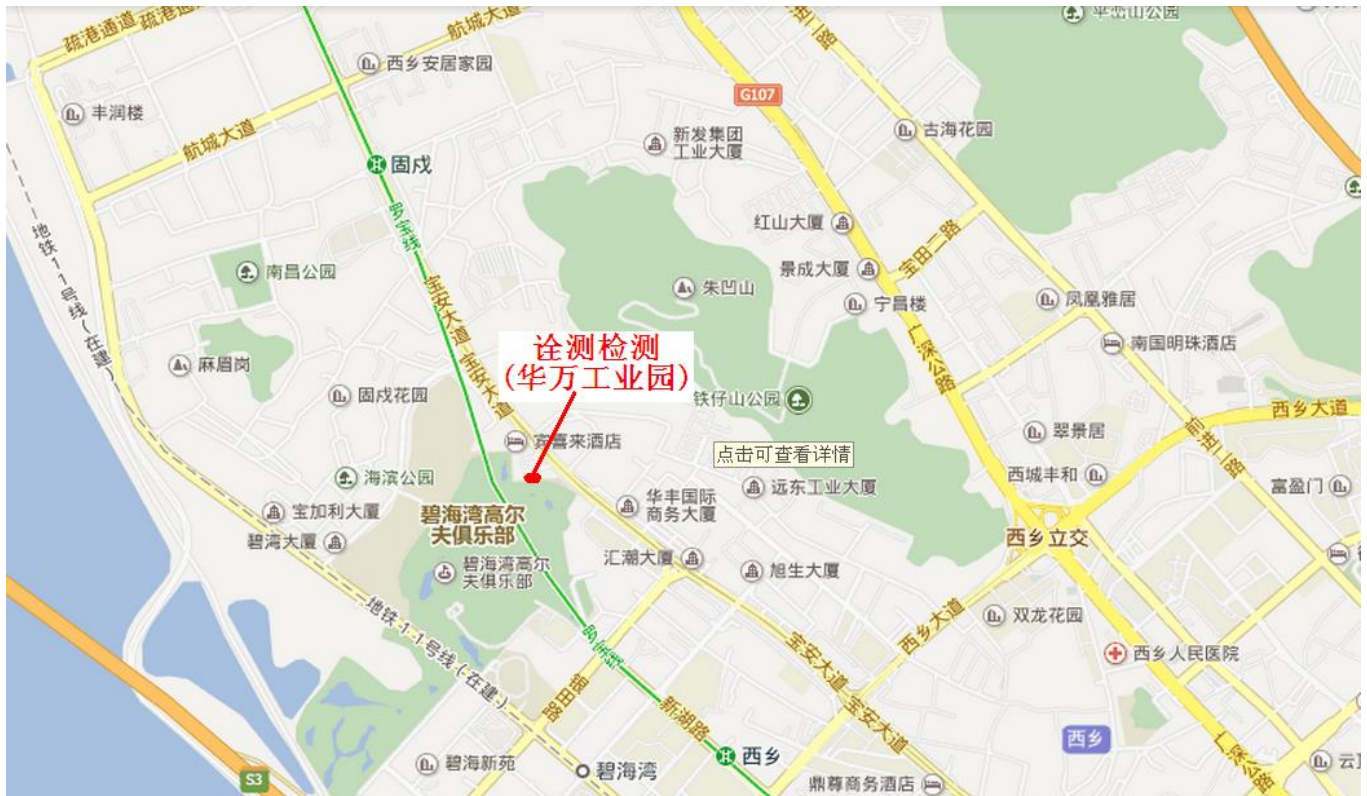 疏港通道
疏港通道
航城大道
平峦山公园
西乡安居家园
丰润楼
G107
航城大道
新发集团
工业大厦
古海花园
固戍
罗宝线
红山大厦
宝田二路
地铁11号线(在建)
南昌公园
景成大厦
朱凹山
宁昌楼
凤凰雅居
宝安大道
宝安大道
广深公路
南国明珠酒店
诠测检测
(华万工业园)
麻眉岗
固戍花园
铁仔山公园
西乡大道
前进二路
翠景居
宾喜来酒店
点击可查看详情
海滨公园
西城丰和
远东工业大厦
富盈门
华丰国际
商务大厦
宝加利大厦
碧海湾高尔
夫俱乐部
碧湾大厦
西乡立交
汇潮大厦
碧海湾高尔
夫俱乐部
旭生大厦
地铁11号线(在建)
罗宝线
西乡大道
双龙花园
宝安大道
宝安大道
西乡人民医院
银田路
新湖路
西乡
西乡
碧海新苑
碧海湾
S3
鼎尊商务酒店
广深公路